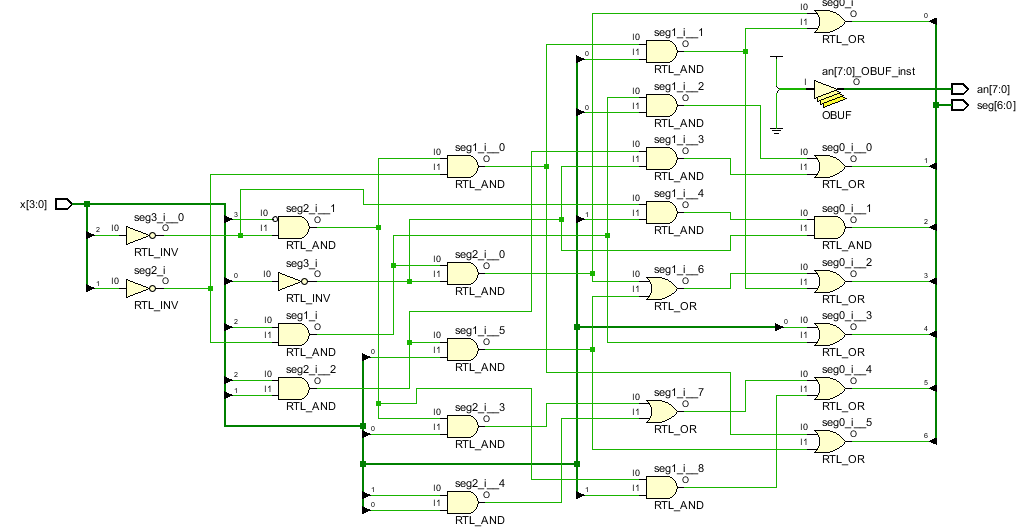 seg0_i
I0
I1
O
RTL_OR
0
seg1_i__1
I0
I1
O
0
RTL_AND
an[7:0]_OBUF_inst
I
O
OBUF
an[7:0]
seg[6:0]
seg1_i__2
I0
I1
O
0
RTL_AND
seg1_i__3
I0
I1
O
RTL_AND
seg0_i__0
I0
I1
O
RTL_OR
1
seg1_i__0
I0
I1
O
RTL_AND
seg1_i__4
I0
I1
O
1
RTL_AND
seg0_i__1
I0
I1
O
RTL_AND
2
x[3:0]
seg3_i__0
2
I0
O
RTL_INV
seg2_i__1
3
I0
I1
O
RTL_AND
seg2_i
1
I0
O
RTL_INV
seg3_i
0
I0
O
RTL_INV
seg2_i__0
I0
I1
O
RTL_AND
seg1_i__6
I0
I1
O
RTL_OR
seg0_i__2
I0
I1
O
RTL_OR
3
seg1_i
2
I0
I1
O
RTL_AND
seg1_i__5
I0
I1
O
0
RTL_AND
seg0_i__3
0
I0
I1
O
RTL_OR
4
seg2_i__2
2
I0
1
I1
O
RTL_AND
seg2_i__3
I0
0
I1
O
RTL_AND
seg1_i__7
I0
I1
O
RTL_OR
seg0_i__4
I0
I1
O
RTL_OR
5
seg0_i__5
I0
I1
O
RTL_OR
6
seg2_i__4
1
I0
0
I1
O
RTL_AND
seg1_i__8
I0
1
I1
O
RTL_AND